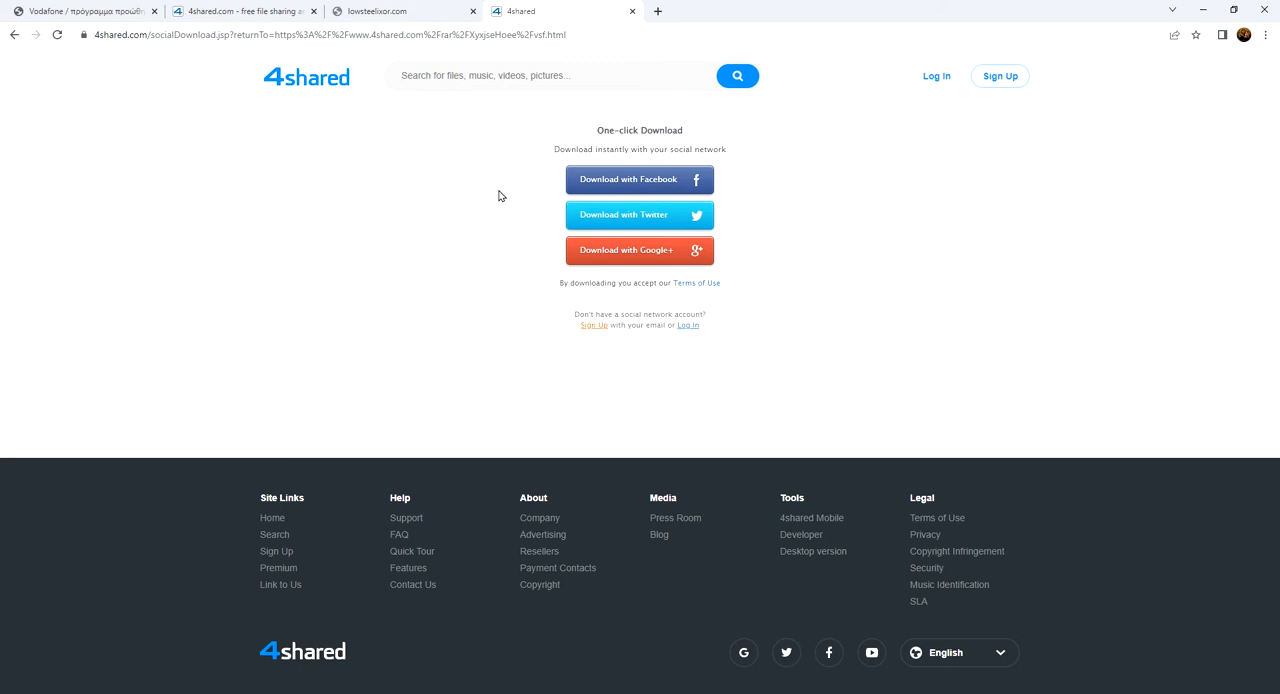 Vodafone / πρόγραμμα προώθη
4shared.com - free file sharing a
lowsteelixor.com
4shared
4shared.com/socialDownload.jsp?returnTo=https%3A%2F%2Fwww.4shared.com%2Frar%2FXyxjseHoee%2Fvsf.html
4shared
Search for files, music, videos, pictures...
Log In
Sign Up
One-click Download
Download instantly with your social network
Download with Facebook
Download with Twitter
Download with Google+
By downloading you accept our Terms of Use
Don't have a social network account?
Sign Up with your email or Log In
Site Links
Home
Search
Sign Up
Premium
Link to Us
Help
Support
FAQ
Quick Tour
Features
Contact Us
About
Company
Advertising
Resellers
Payment Contacts
Copyright
Media
Press Room
Blog
Tools
4shared Mobile
Developer
Desktop version
Legal
Terms of Use
Privacy
Copyright Infringement
Security
Music Identification
SLA
4shared
English